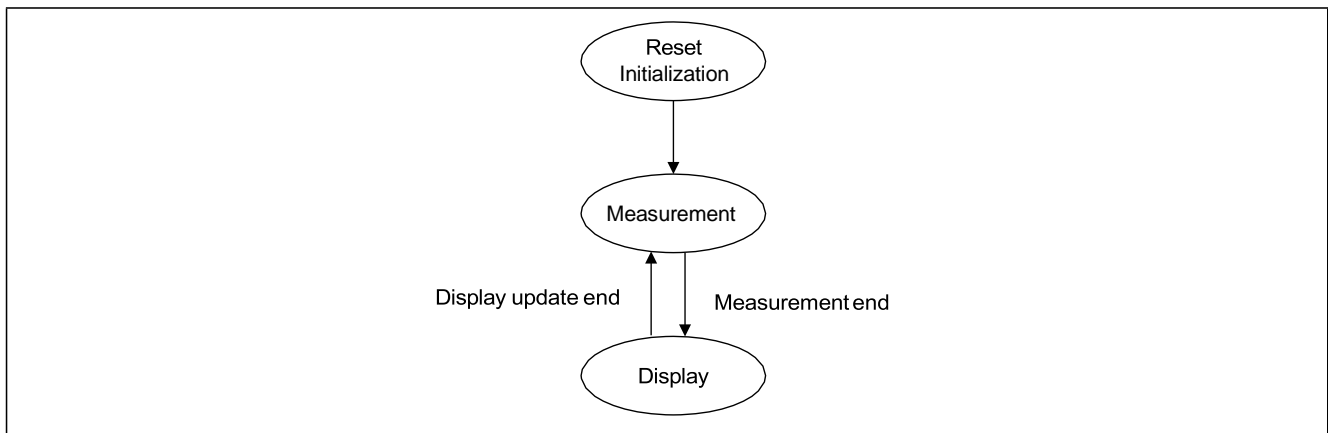 Reset
Initialization
Measurement
Display update end
Measurement end
Display